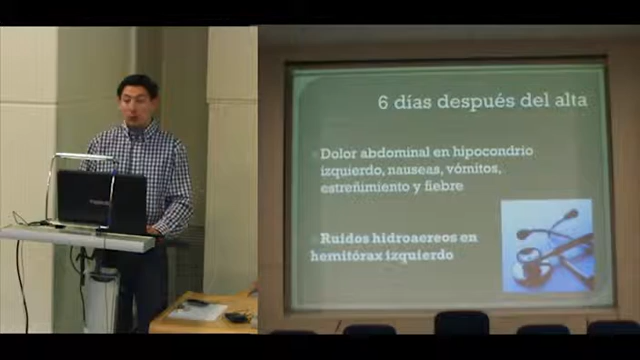 6 días después del alta
Dolor abdominal en hipocondrio
izquierdo, nauseas, vómitos,
estreñimiento y fiebre
Ruidos hidroaereos en
hemitórax izquierdo